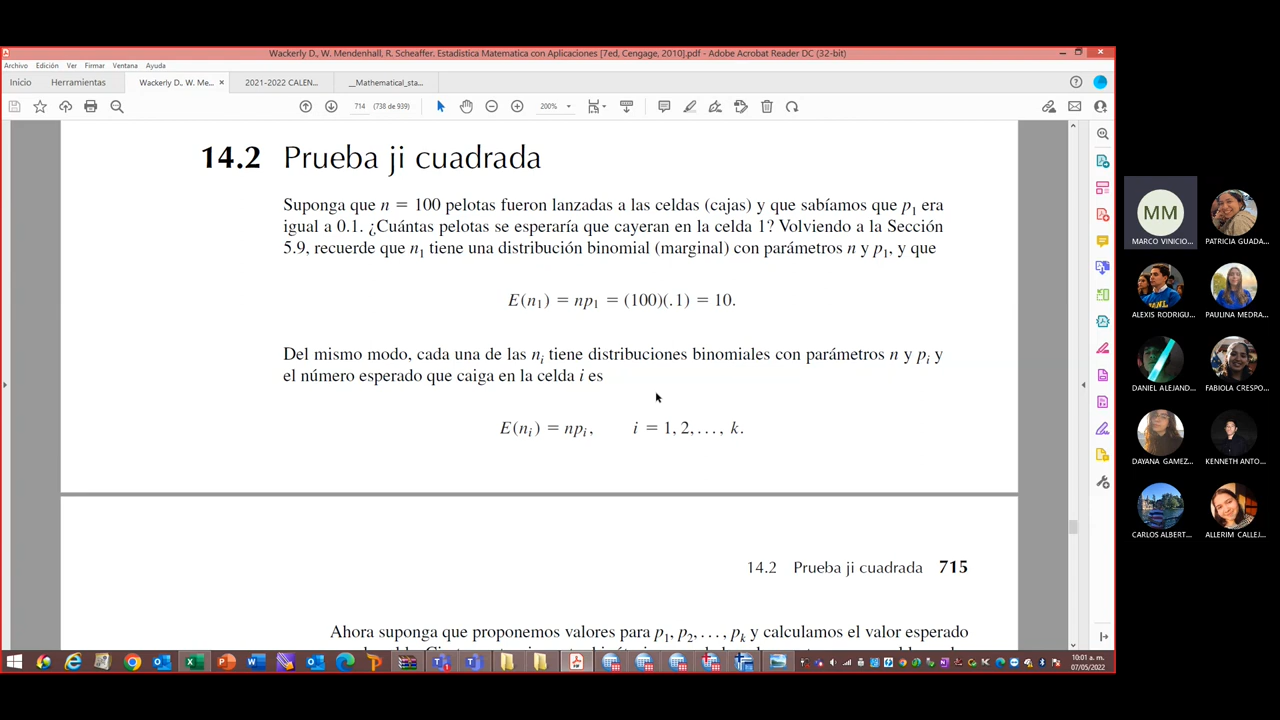 Wackerly D., W. Mendenhall, R. Scheaffer. Estadistica Matematica con Aplicaciones [7ed, Cengage, 2010].pdf - Adobe Acrobat Reader DC (32-bit)
Archivo Edición Ver Firmar Ventana Ayuda
Inicio Herramientas Wackerly D., W. Me... × 2021-2022 CALEN... __Mathematical_sta...
714 (738 de 939) 200%
14.2 Prueba ji cuadrada
Suponga que n = 100 pelotas fueron lanzadas a las celdas (cajas) y que sabíamos que p₁ era
igual a 0.1. ¿Cuántas pelotas se esperaría que cayeran en la celda 1? Volviendo a la Sección
5.9, recuerde que n₁ tiene una distribución binomial (marginal) con parámetros n y p₁, y que
E(n₁) = np₁ = (100)(.1) = 10.
Del mismo modo, cada una de las nᵢ tiene distribuciones binomiales con parámetros n y pᵢ y
el número esperado que caiga en la celda i es
E(nᵢ) = npᵢ, i = 1, 2, . . . , k.
14.2 Prueba ji cuadrada 715
Ahora suponga que proponemos valores para p₁, p₂, . . . , pₖ y calculamos el valor esperado
MM
MARCO VINICIO... PATRICIA GUADA...
ALEXIS RODRIGU... PAULINA MEDRA...
DANIEL ALEJAND... FABIOLA CRESPO...
DAYANA GAMEZ... KENNETH ANTO...
CARLOS ALBERT... ALLERIM CALLEJ...
10:01 a. m.
07/05/2022